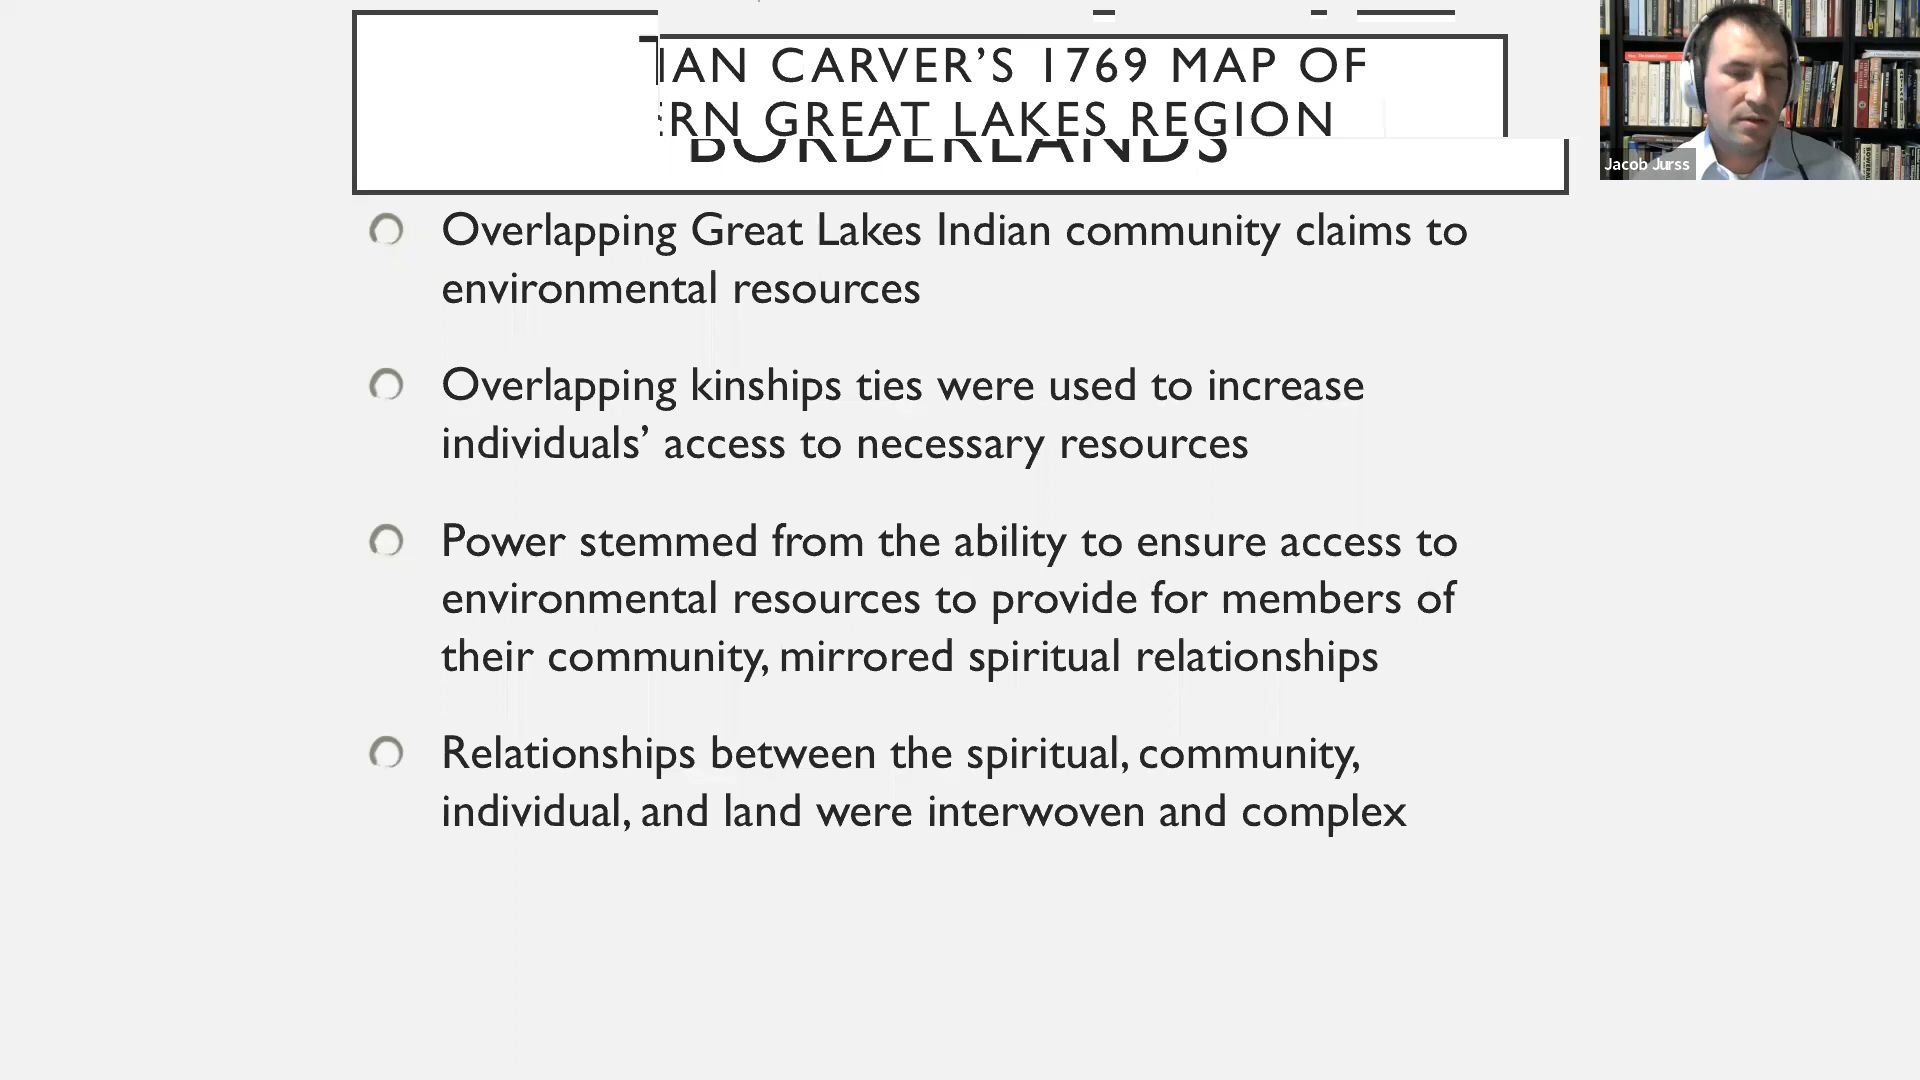 IAN CARVER’S 1769 MAP OF
ERN GREAT LAKES REGION
BORDERLANDS
Jacob Jurss
Overlapping Great Lakes Indian community claims to
environmental resources
Overlapping kinships ties were used to increase
individuals’ access to necessary resources
Power stemmed from the ability to ensure access to
environmental resources to provide for members of
their community, mirrored spiritual relationships
Relationships between the spiritual, community,
individual, and land were interwoven and complex